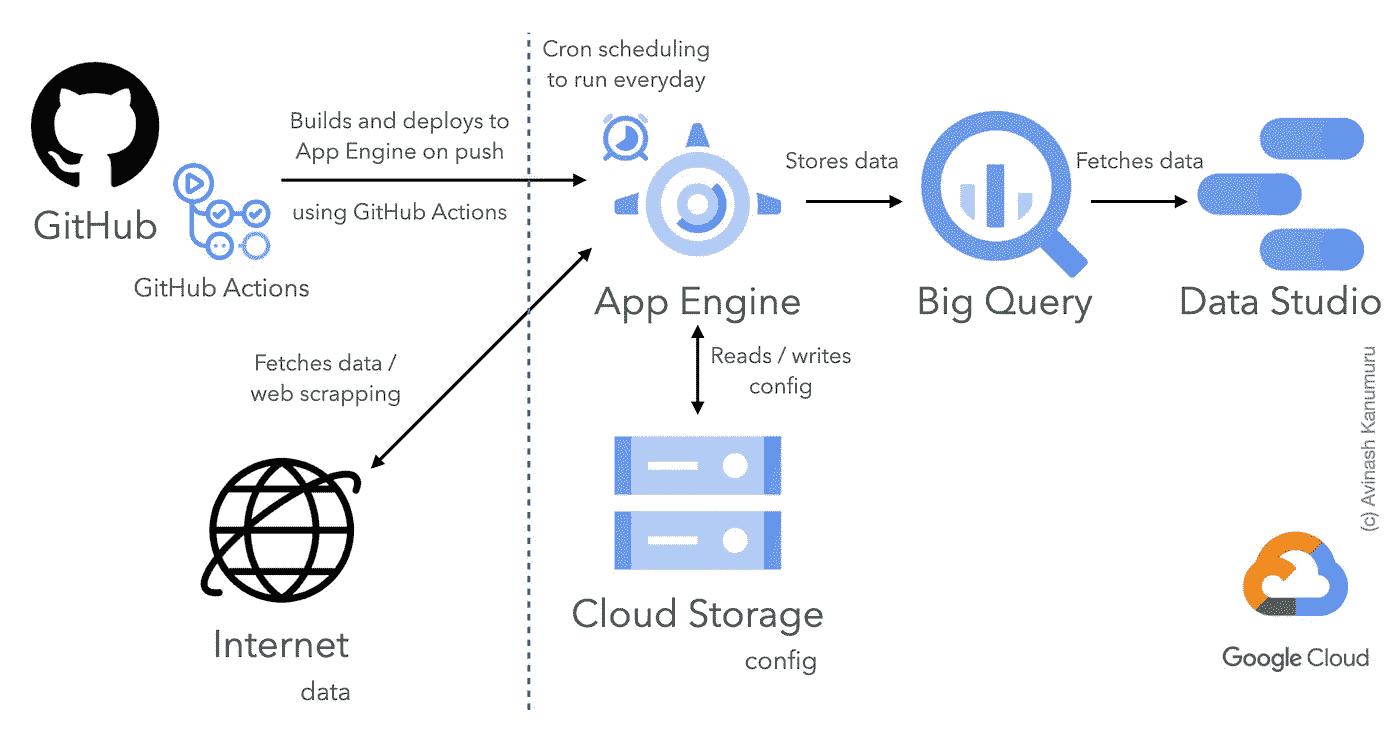 Cron scheduling
to run everyday
Builds and deploys to
App Engine on push
using GitHub Actions
GitHub
GitHub Actions
Stores data
Fetches data
App Engine
Big Query
Data Studio
Fetches data /
web scrapping
Reads / writes
config
Internet
data
Cloud Storage
config
(c) Avinash Kanumuru
Google Cloud